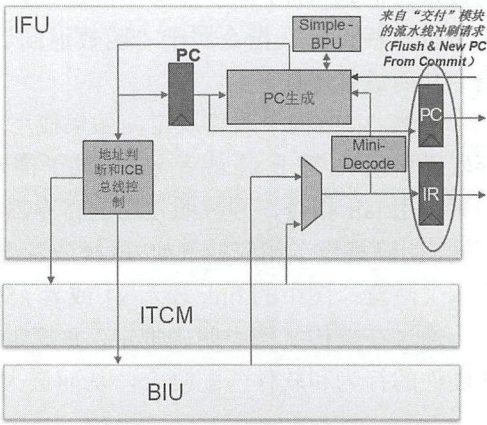 IFU
Simple-
BPU
来自“交付”模块
的流水线冲刷请求
（Flush & New PC
From Commit）
PC
PC生成
PC
地址判
断和ICB
总线控
制
Mini-
Decode
IR
ITCM
BIU